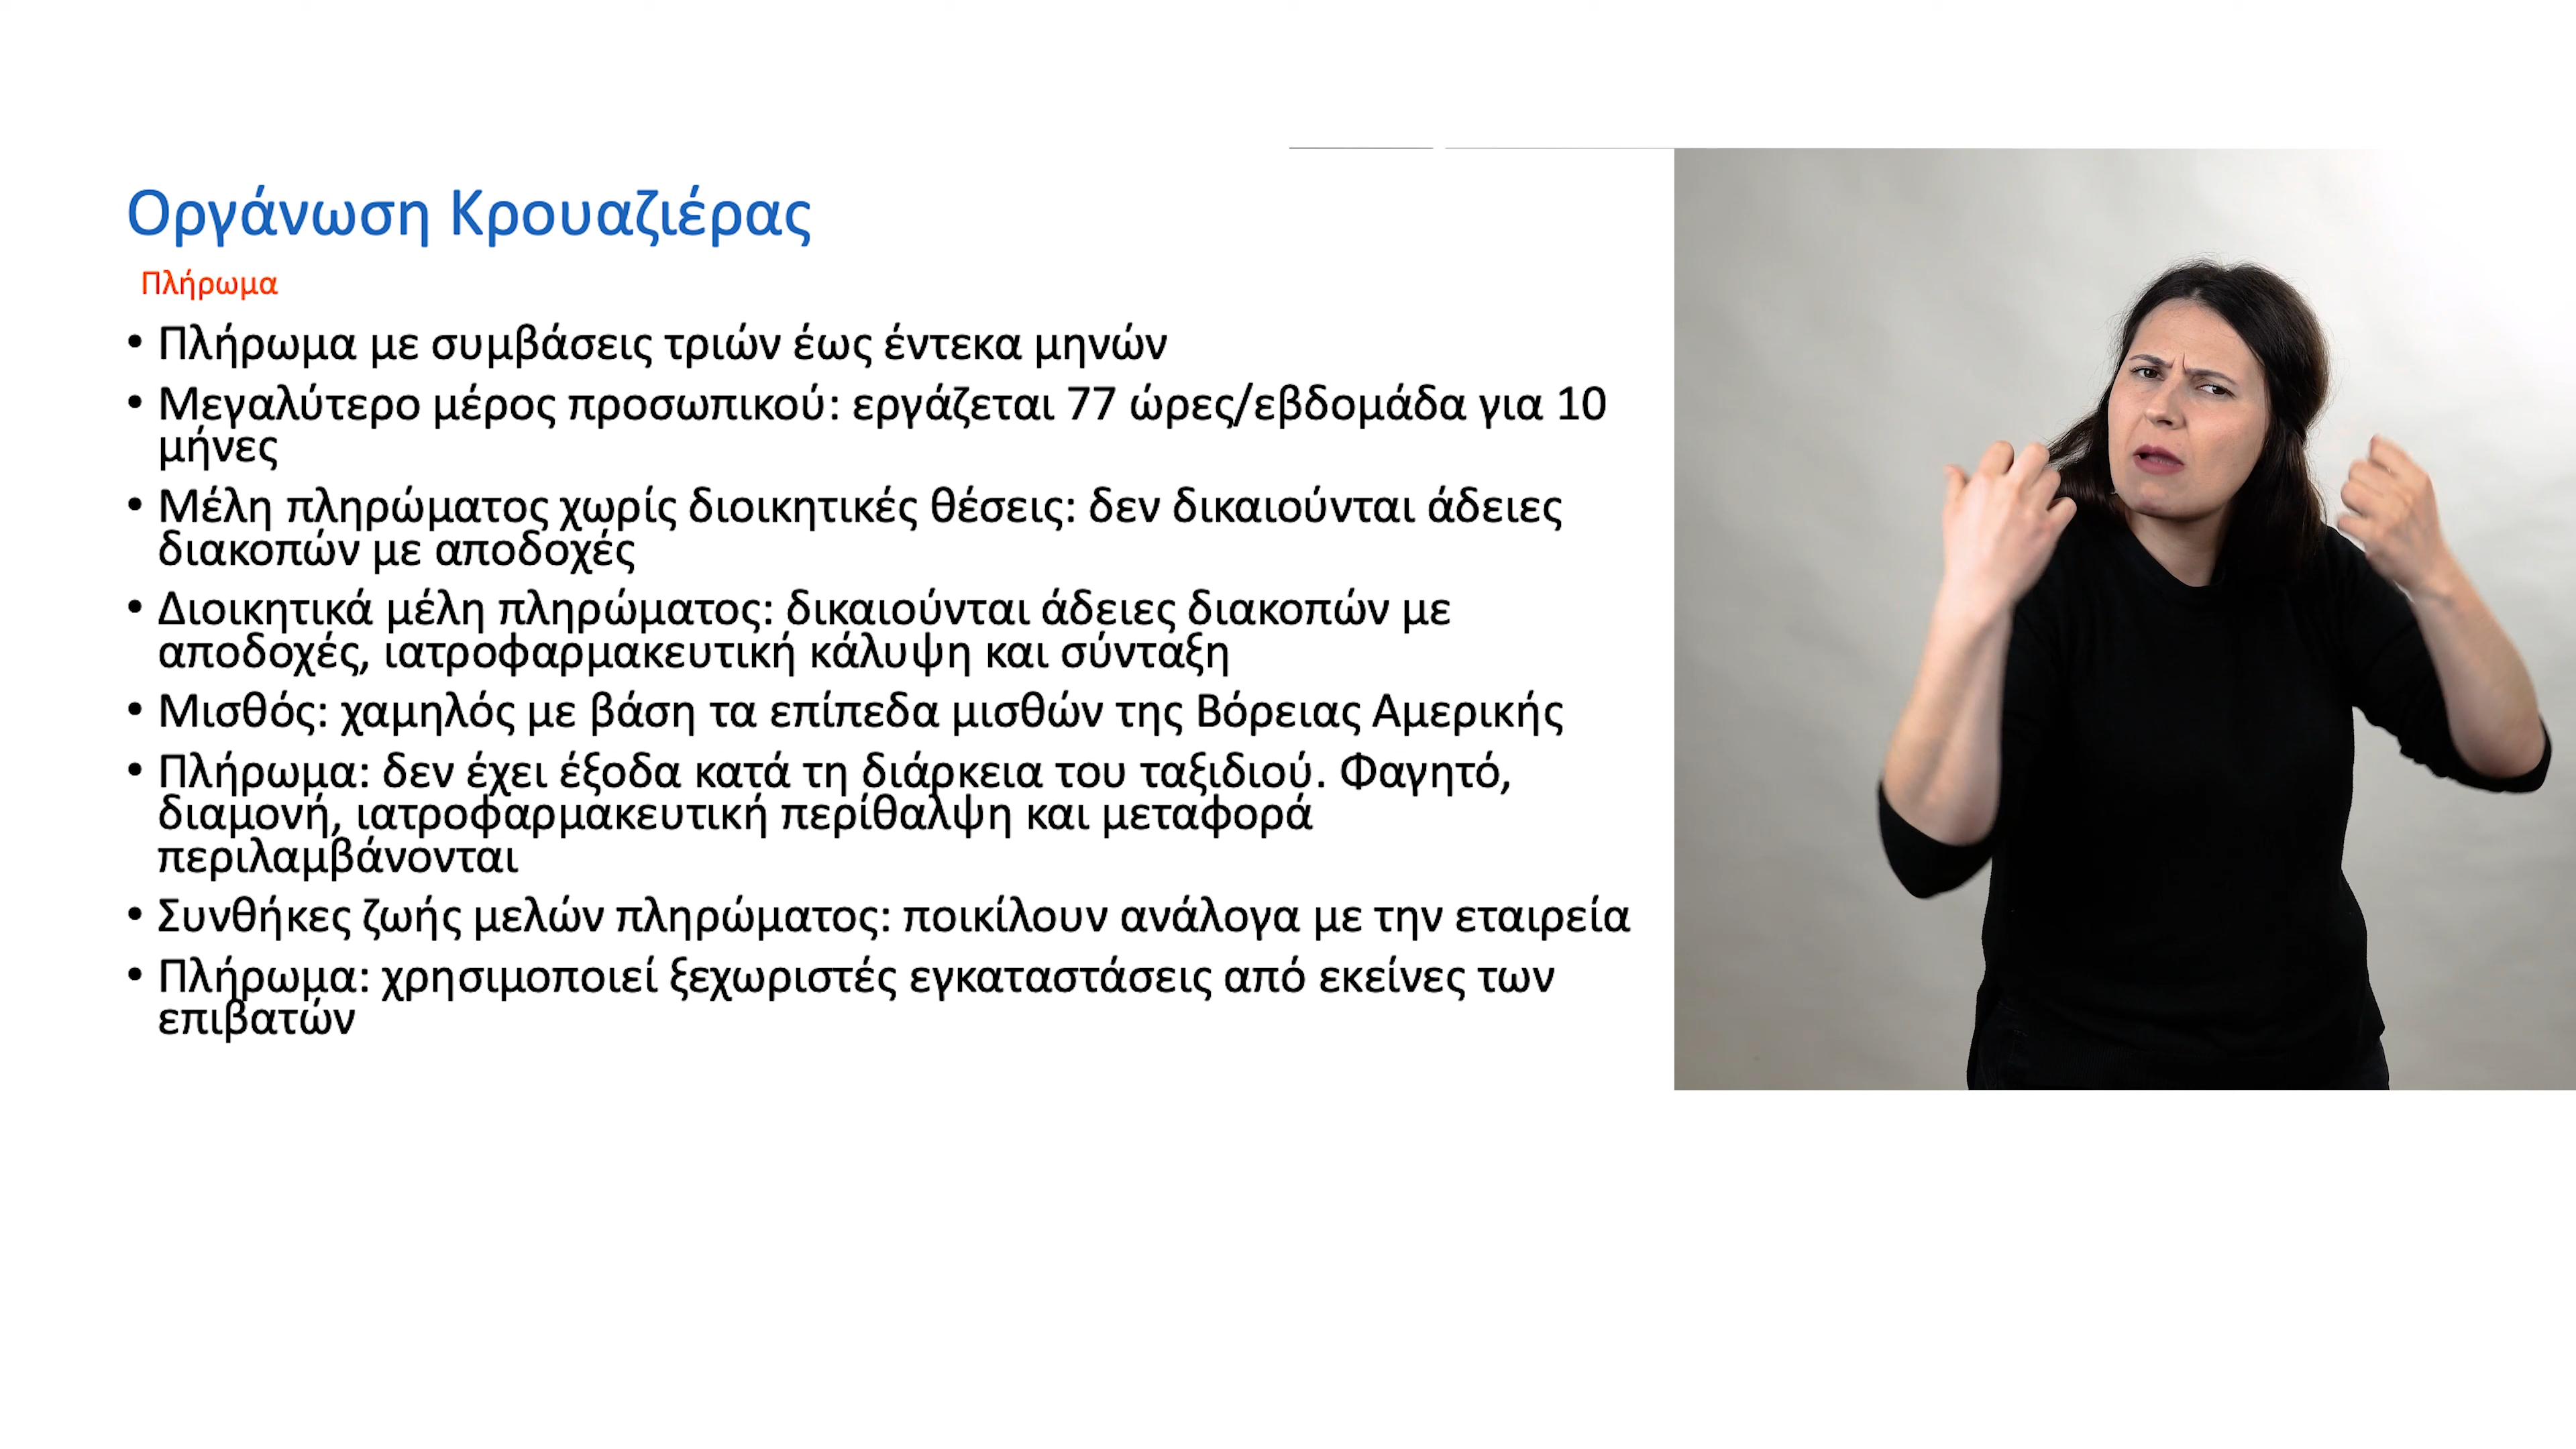 Οργάνωση Κρουαζιέρας
Πλήρωμα
• Πλήρωμα με συμβάσεις τριών έως έντεκα μηνών
• Μεγαλύτερο μέρος προσωπικού: εργάζεται 77 ώρες/εβδομάδα για 10
μήνες
• Μέλη πληρώματος χωρίς διοικητικές θέσεις: δεν δικαιούνται άδειες
διακοπών με αποδοχές
• Διοικητικά μέλη πληρώματος: δικαιούνται άδειες διακοπών με
αποδοχές, ιατροφαρμακευτική κάλυψη και σύνταξη
• Μισθός: χαμηλός με βάση τα επίπεδα μισθών της Βόρειας Αμερικής
• Πλήρωμα: δεν έχει έξοδα κατά τη διάρκεια του ταξιδιού. Φαγητό,
διαμονή, ιατροφαρμακευτική περίθαλψη και μεταφορά
περιλαμβάνονται
• Συνθήκες ζωής μελών πληρώματος: ποικίλουν ανάλογα με την εταιρεία
• Πλήρωμα: χρησιμοποιεί ξεχωριστές εγκαταστάσεις από εκείνες των
επιβατών